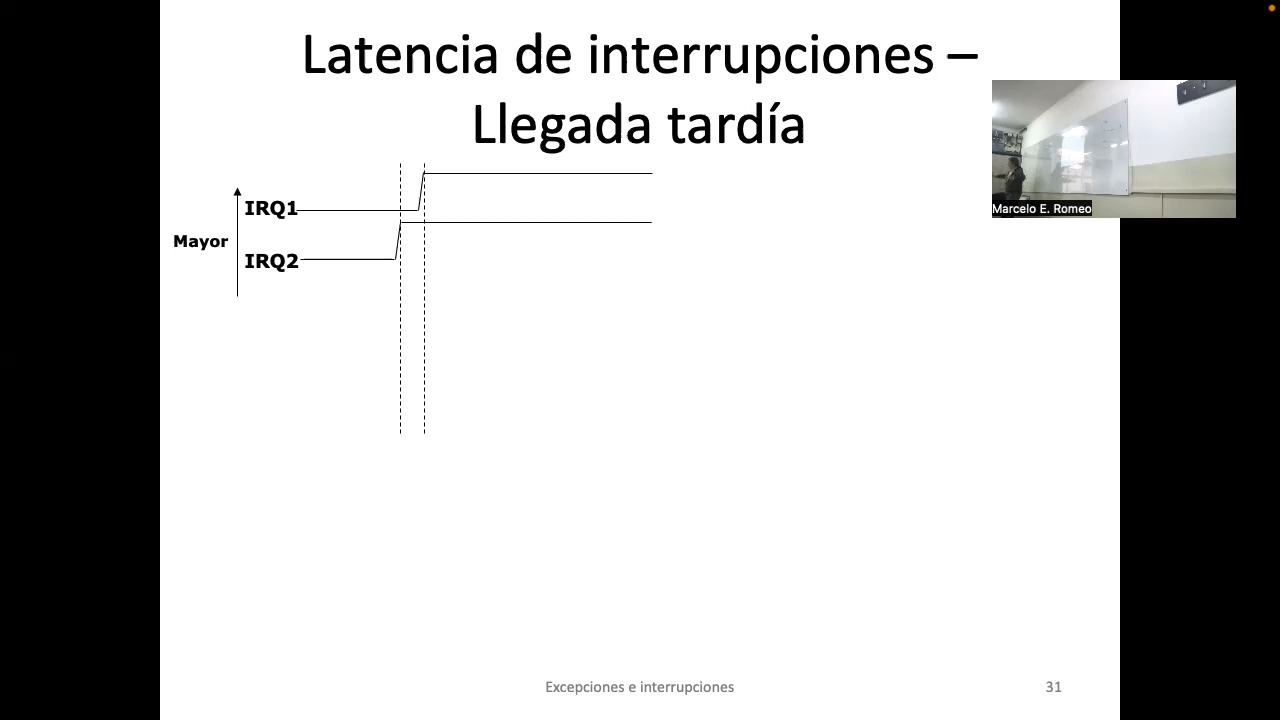 Latencia de interrupciones –
Llegada tardía
IRQ1
Mayor
IRQ2
Marcelo E. Romeo
Excepciones e interrupciones
31